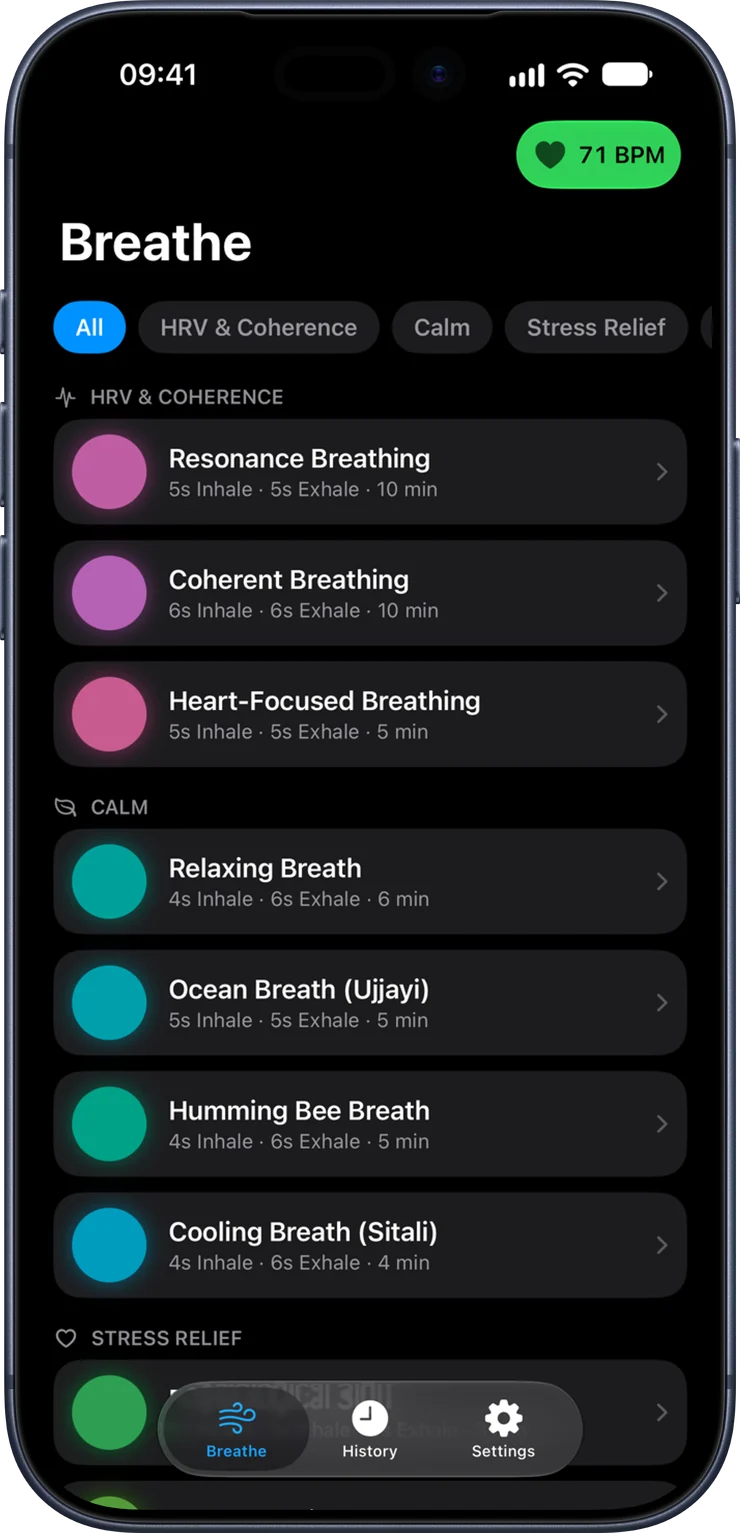 09:41
71 BPM
Breathe
All
HRV & Coherence
Calm
Stress Relief
HRV & COHERENCE
Resonance Breathing
5s Inhale · 5s Exhale · 10 min
Coherent Breathing
6s Inhale · 6s Exhale · 10 min
Heart-Focused Breathing
5s Inhale · 5s Exhale · 5 min
CALM
Relaxing Breath
4s Inhale · 6s Exhale · 6 min
Ocean Breath (Ujjayi)
5s Inhale · 5s Exhale · 5 min
Humming Bee Breath
4s Inhale · 6s Exhale · 5 min
Cooling Breath (Sitali)
4s Inhale · 6s Exhale · 4 min
STRESS RELIEF
Breathe
History
Settings